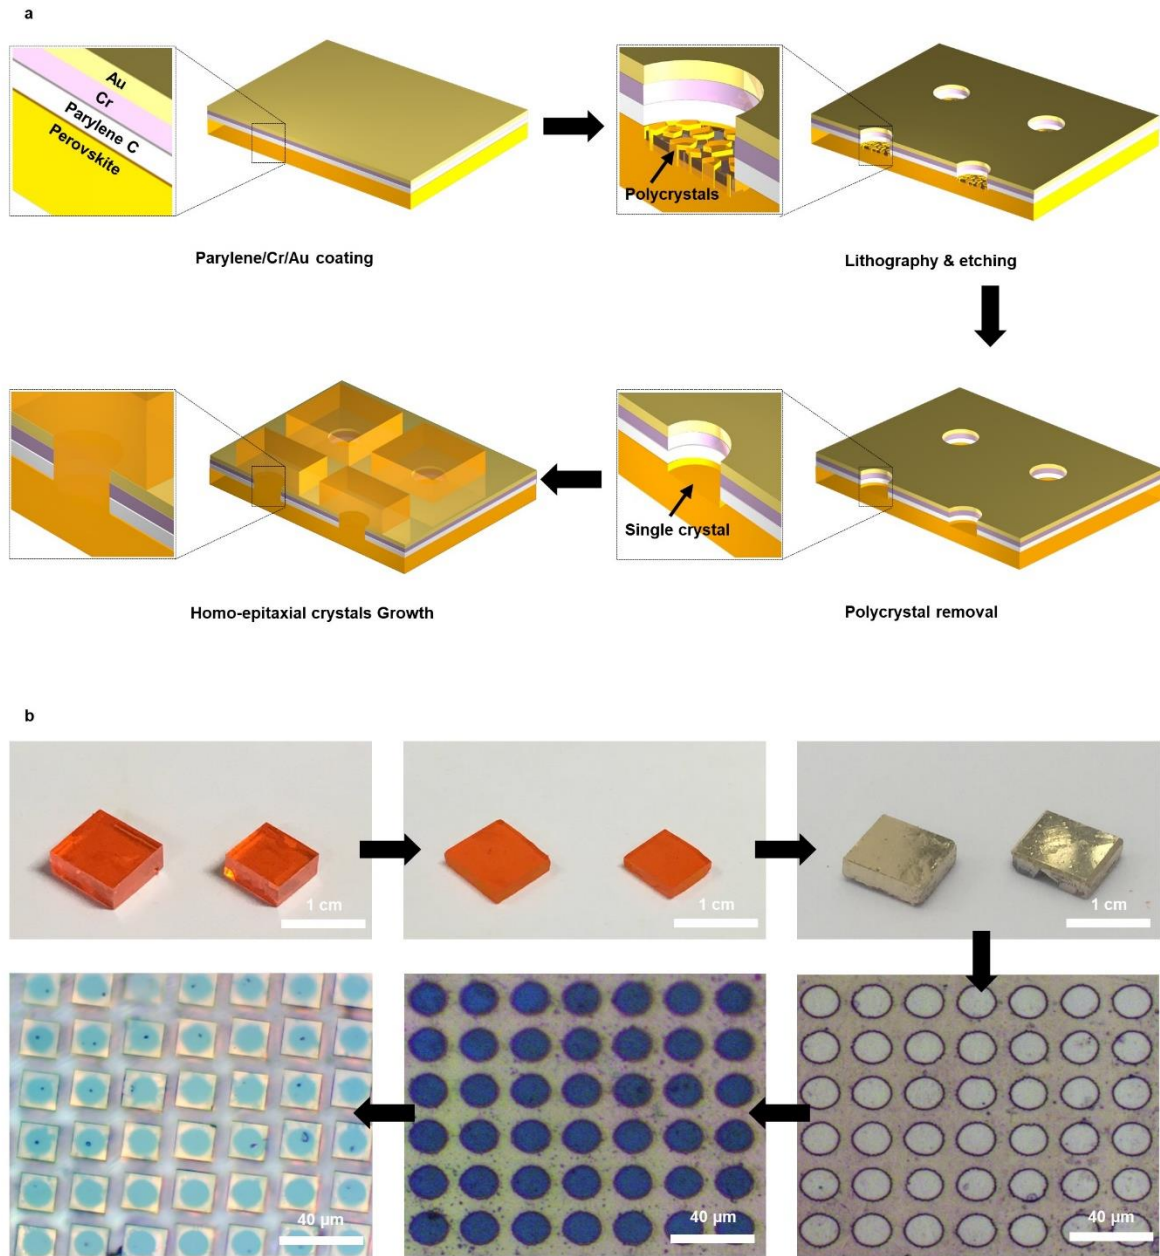 a
Au
Cr
Parylene C
Perovskite
Parylene/Cr/Au coating
Polycrystals
Lithography & etching
Homo-epitaxial crystals Growth
Single crystal
Polycrystal removal
b
1 cm
1 cm
1 cm
40 µm
40 µm
40 µm